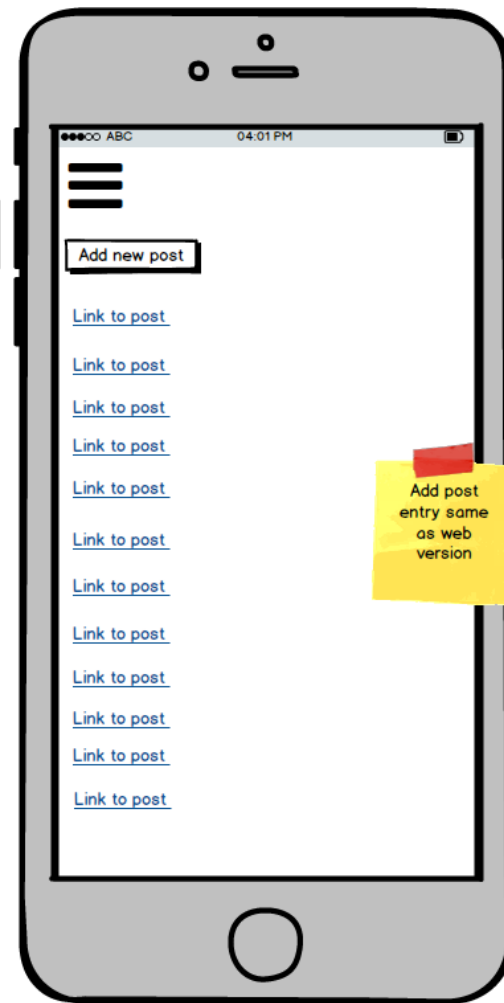 ABC 04:01 PM
Add new post
Link to post
Link to post
Link to post
Link to post
Link to post
Link to post
Link to post
Link to post
Link to post
Link to post
Link to post
Link to post
Add post
entry same
as web
version